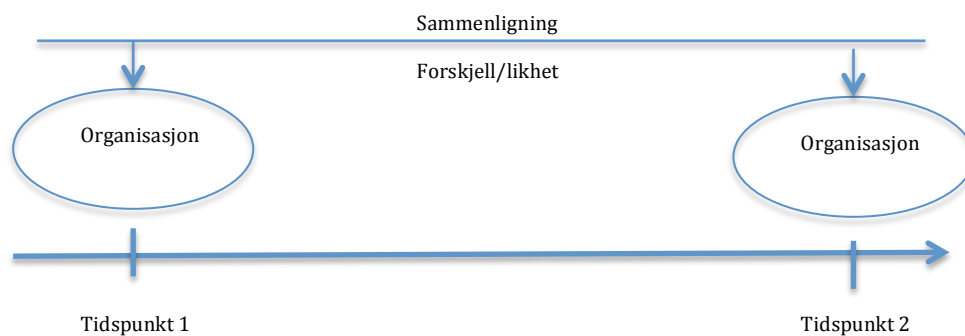 Sammenligning
Forskjell/likhet
Organisasjon
Organisasjon
Tidspunkt 1
Tidspunkt 2